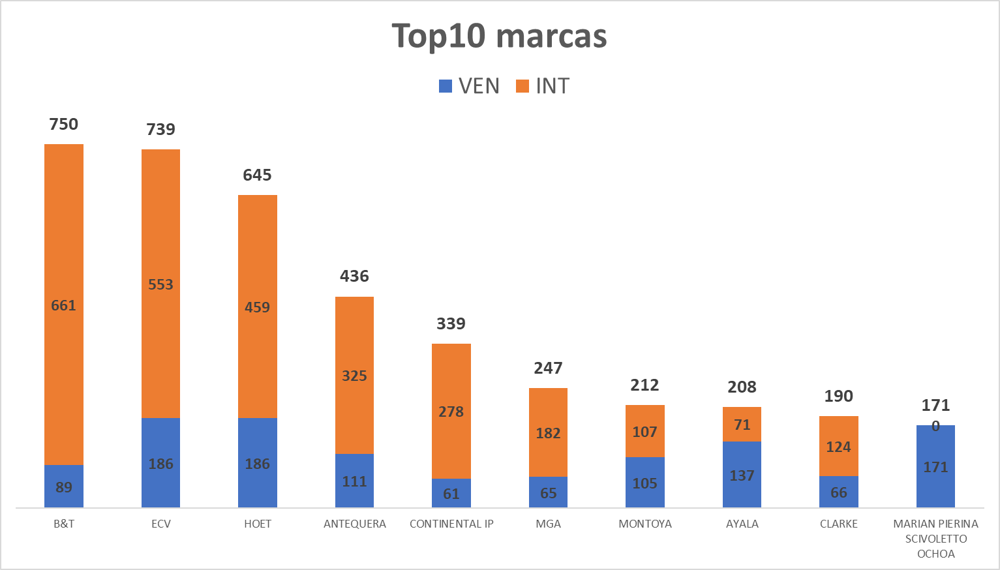 Top10 marcas
VEN INT
750 739 645 436 339 247 212 208 190 171
661 553 459 325 278 182 107 71 124 0
89 186 186 111 61 65 105 137 66 171
B&T ECV HOET ANTEQUERA CONTINENTAL IP MGA MONTOYA AYALA CLARKE MARIAN PIERINA
SCIVOLETTO
OCHOA